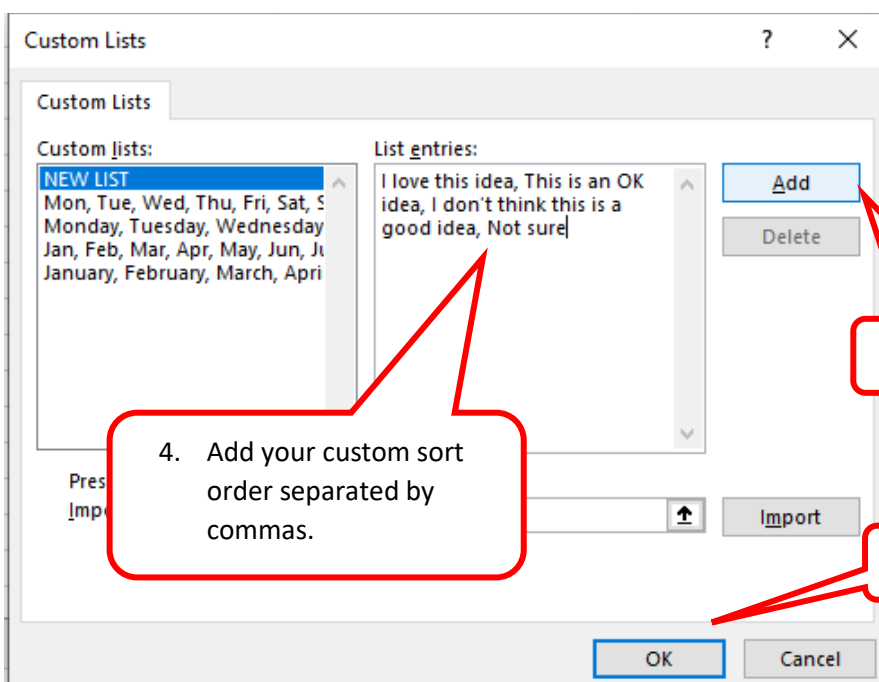 Custom Lists
?
Custom Lists
Custom lists:
NEW LIST
Mon, Tue, Wed, Thu, Fri, Sat, S
Monday, Tuesday, Wednesday
Jan, Feb, Mar, Apr, May, Jun, Ju
January, February, March, Apri
List entries:
I love this idea, This is an OK
idea, I don't think this is a
good idea, Not sure
Add
Delete
4. Add your custom sort
order separated by
commas.
Pres
Impo
Import
OK
Cancel